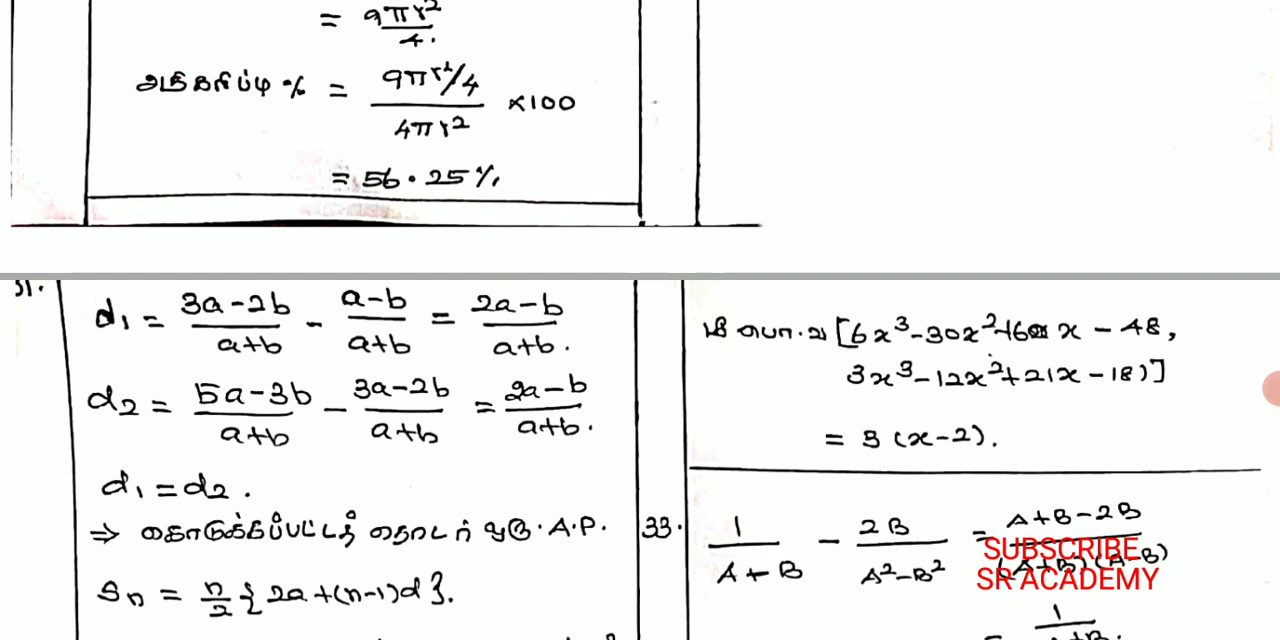 = 9πr²/4.
அதிகரிப்பு % = (9πr²/4)/(4πr²) ×100
= 56.25%
31.
d₁ = (3a-2b)/(a+b) - (a-b)/(a+b) = (2a-b)/(a+b).
d₂ = (5a-3b)/(a+b) - (3a-2b)/(a+b) = (2a-b)/(a+b).
d₁ = d₂.
⇒ கொடுக்கப்பட்டத் தொடர் ஒரு A.P.
Sₙ = n/2 {2a+(n-1)d}.
மீ.பொ.வ [6x³-30x²+60x-48,
3x³-12x²+21x-18)]
= 3(x-2).
33. 1/(A+B) - 2B/(A²-B²) = (A+B-2B)/((A+B)(A-B))
SUBSCRIBE
SR ACADEMY
= 1/(A+B).